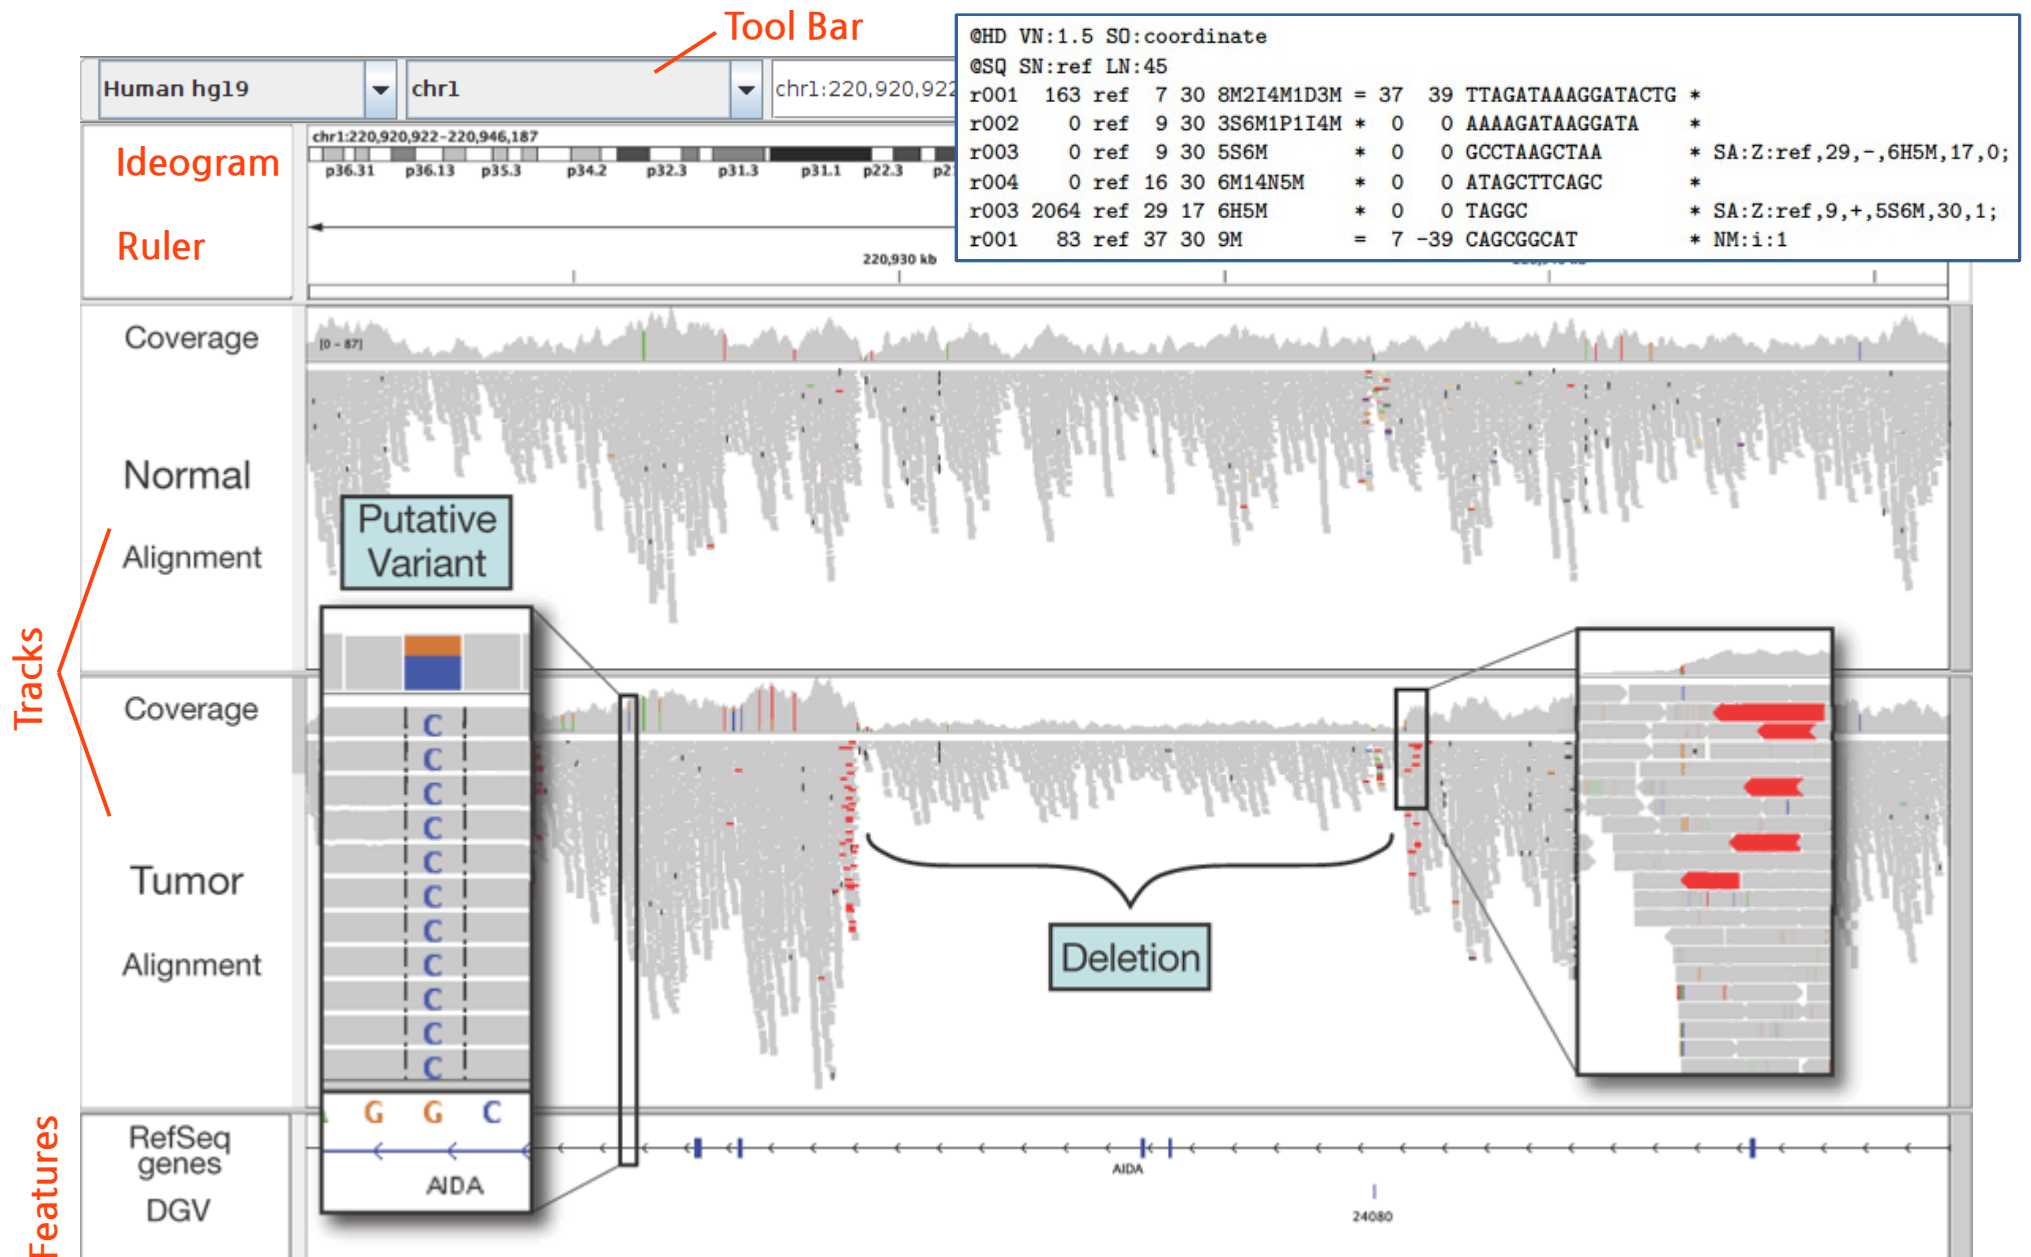 Tool Bar
@HD VN:1.5 SO:coordinate
@SQ SN:ref LN:45
r001 163 ref 7 30 8M2I4M1D3M = 37 39 TTAGATAAAGGATACTG *
r002 0 ref 9 30 3S6M1P1I4M * 0 0 AAAAGATAAGGATA *
r003 0 ref 9 30 5S6M * 0 0 GCCTAAGCTAA * SA:Z:ref,29,-,6H5M,17,0;
r004 0 ref 16 30 6M14N5M * 0 0 ATAGCTTCAGC *
r003 2064 ref 29 17 6H5M * 0 0 TAGGC * SA:Z:ref,9,+,5S6M,30,1;
r001 83 ref 37 30 9M = 7 -39 CAGCGGCAT * NM:i:1
Human hg19
chr1
chr1:220,920,922
Ideogram
chr1:220,920,922-220,946,187
p36.31 p36.13 p35.3 p34.2 p32.3 p31.3 p31.1 p22.3
Ruler
220,930 kb
Coverage
[0 - 87]
Normal
Alignment
Putative
Variant
Tracks
Coverage
Tumor
Alignment
C
C
C
C
C
C
C
C
C
C
C
G G C
AIDA
Deletion
Features
RefSeq
genes
AIDA
DGV
24080